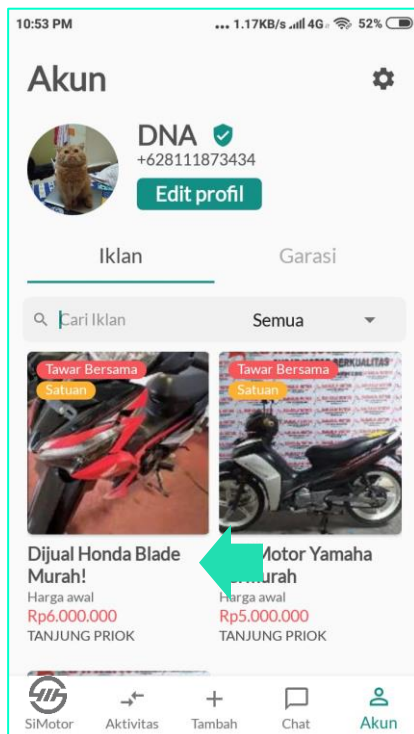 10:53 PM ... 1.17KB/s 4G 52%
Akun
DNA
+628111873434
Edit profil
Iklan Garasi
Cari Iklan Semua
Tawar Bersama Tawar Bersama
Satuan Satuan
Dijual Honda Blade Motor Yamaha
Murah!
Harga awal Harga awal
Rp6.000.000 Rp5.000.000
TANJUNG PRIOK TANJUNG PRIOK
SiMotor Aktivitas Tambah Chat Akun